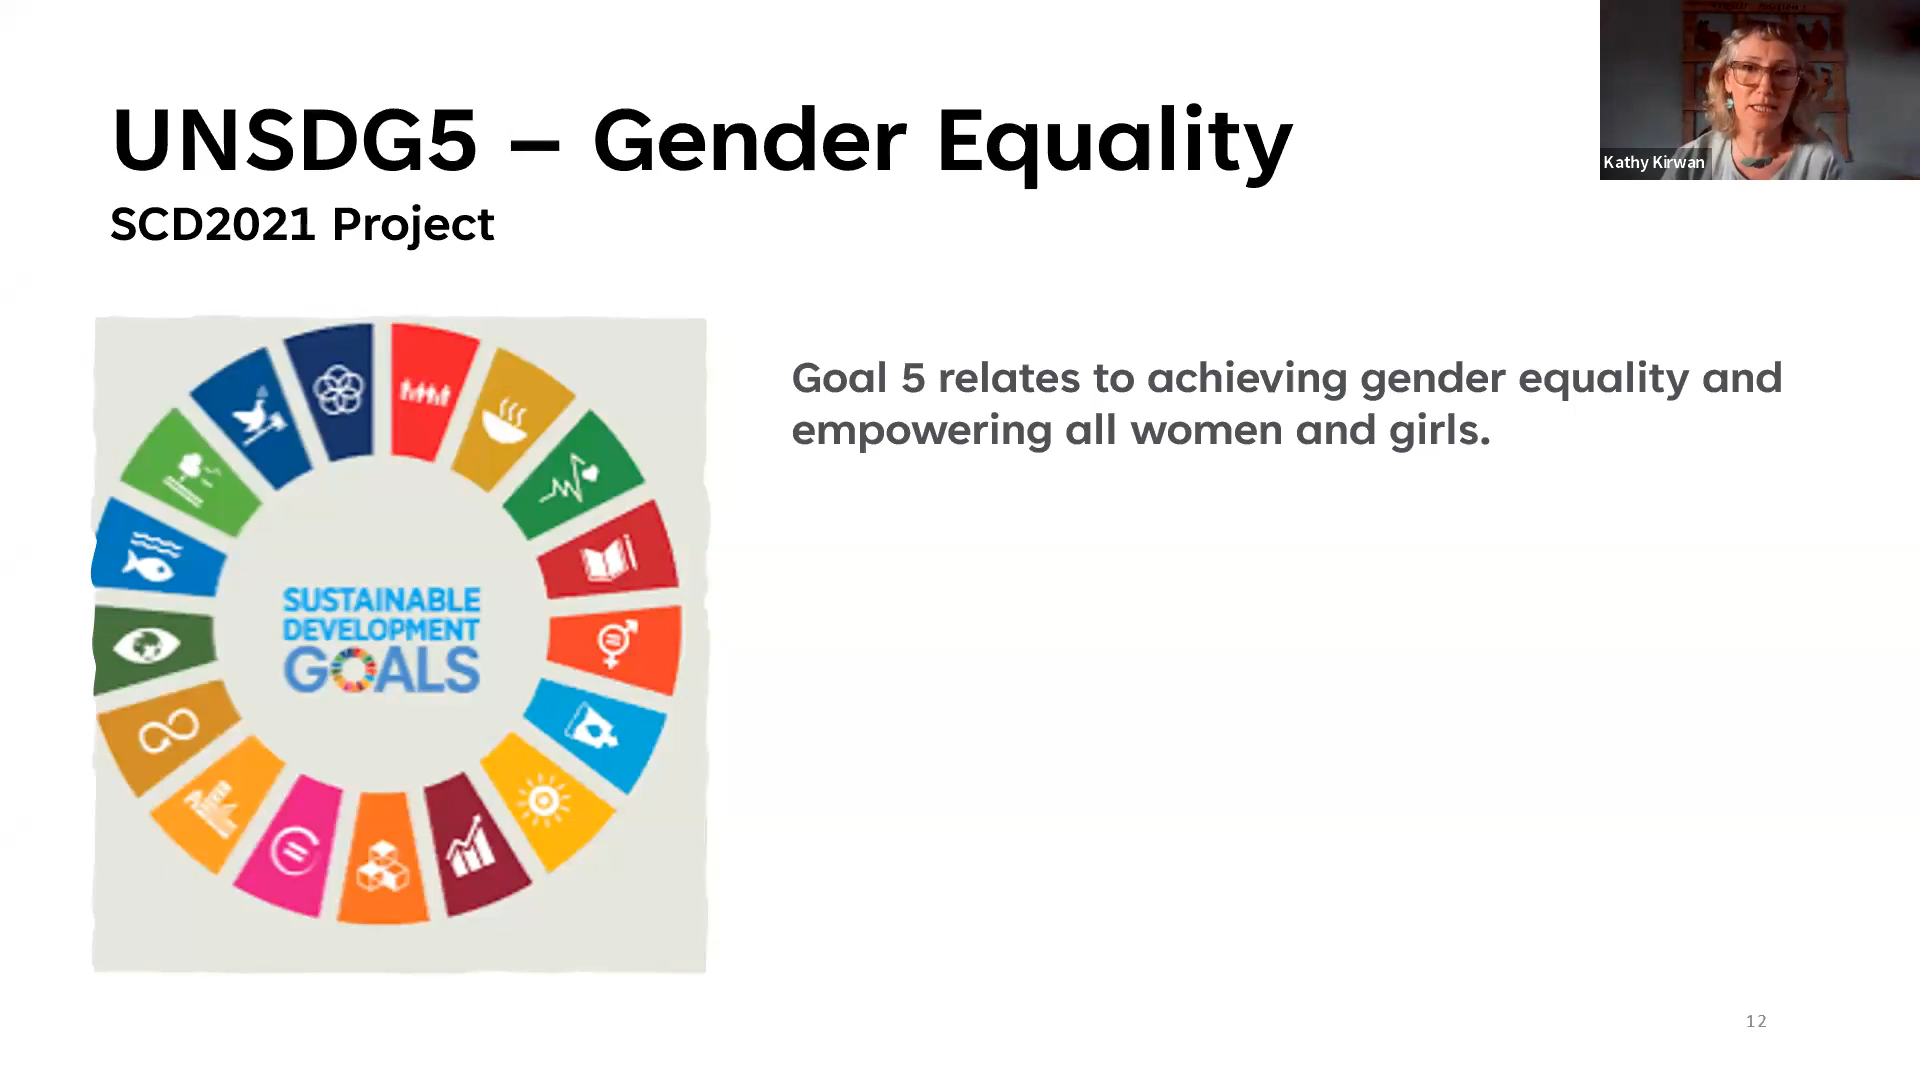 UNSDG5 – Gender Equality
SCD2021 Project
Kathy Kirwan
Goal 5 relates to achieving gender equality and
empowering all women and girls.
SUSTAINABLE
DEVELOPMENT
GOALS
12